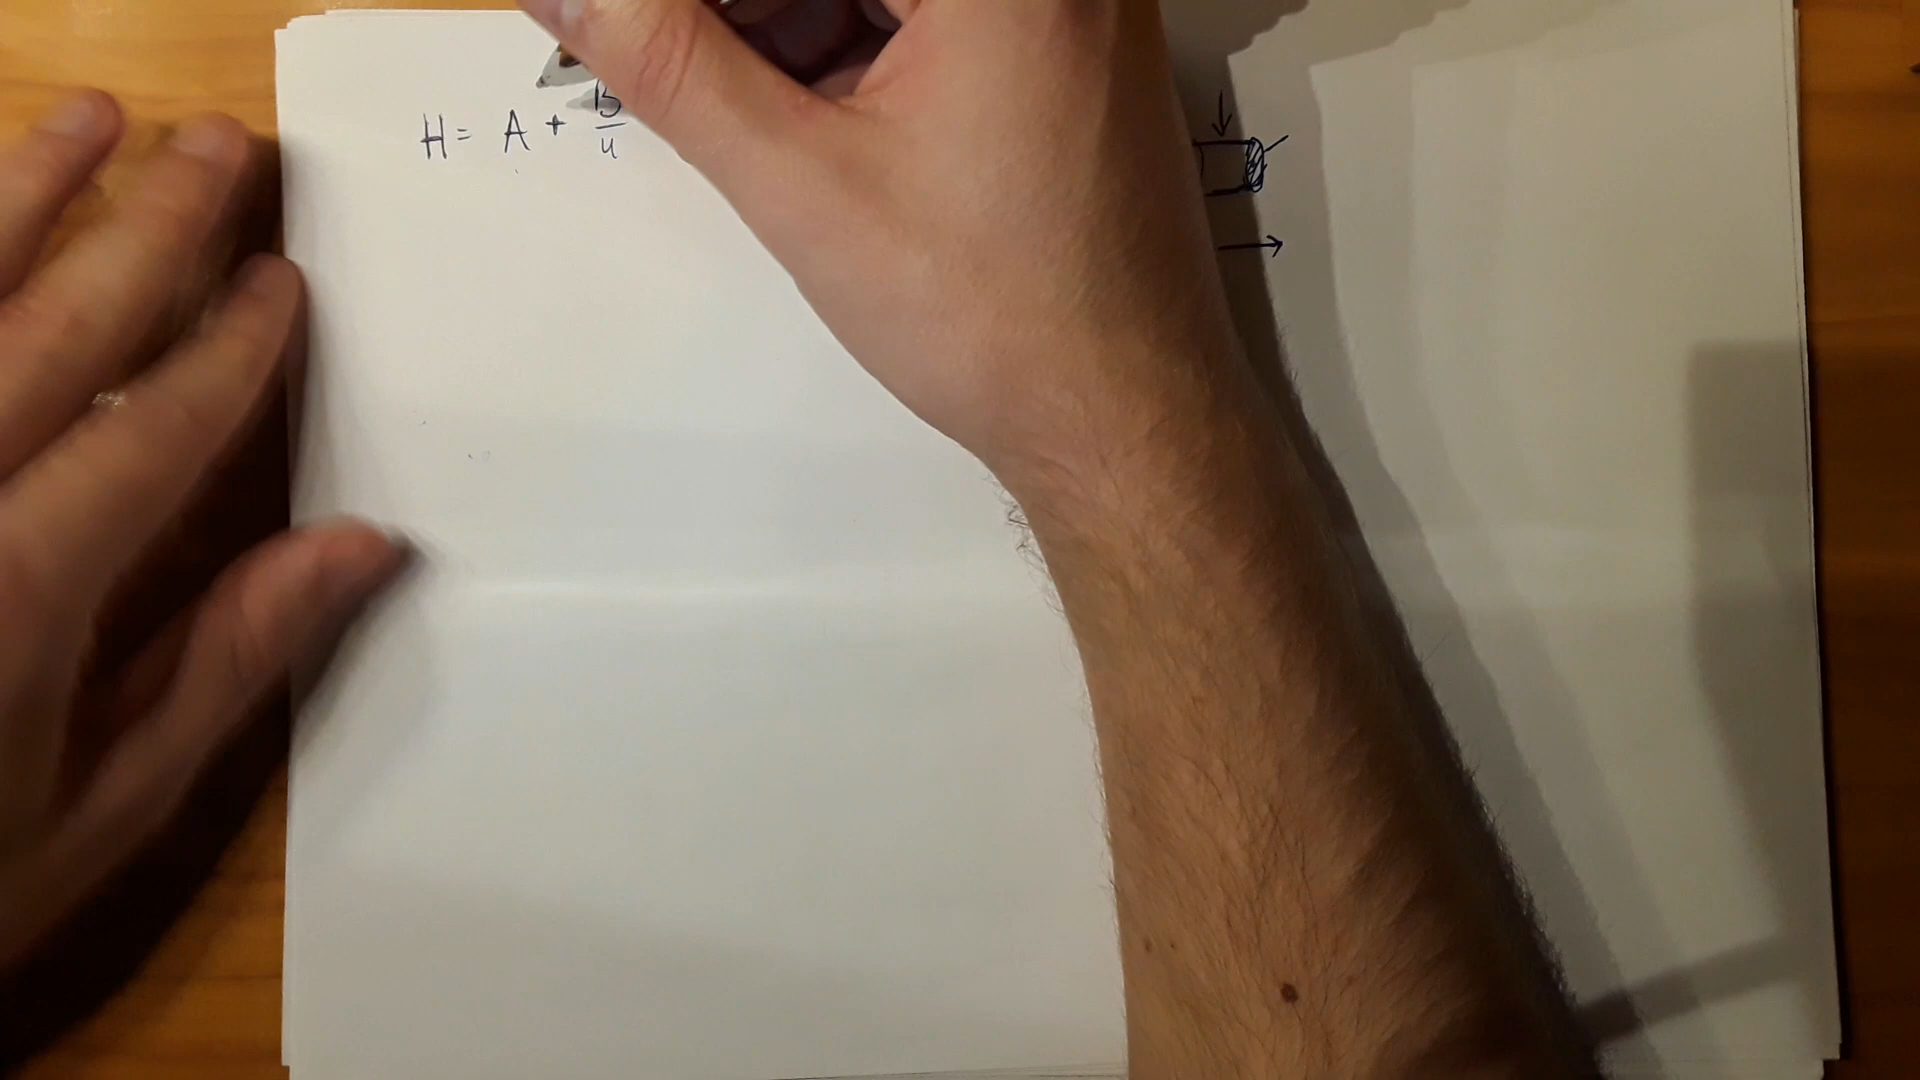 H = A + B/u